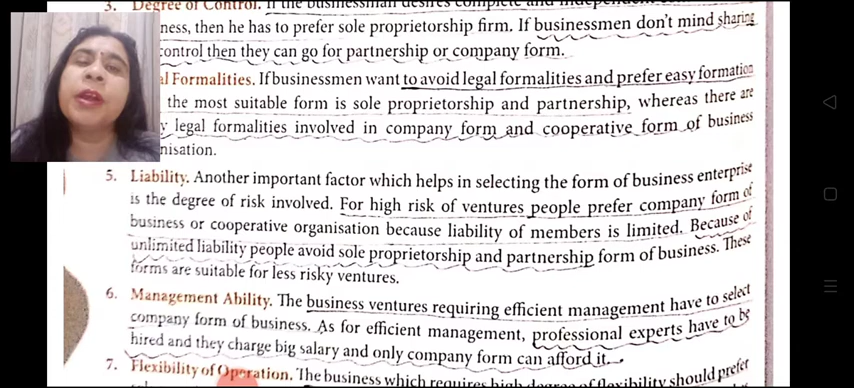 3. Degree of Control. If the businessman desires complete and
ness, then he has to prefer sole proprietorship firm. If businessmen don't mind sharing
control then they can go for partnership or company form.
l Formalities. If businessmen want to avoid legal formalities and prefer easy formation
the most suitable form is sole proprietorship and partnership, whereas there are
y legal formalities involved in company form and cooperative form of business
nisation.
5. Liability. Another important factor which helps in selecting the form of business enterprise
is the degree of risk involved. For high risk of ventures people prefer company form of
business or cooperative organisation because liability of members is limited. Because of
unlimited liability people avoid sole proprietorship and partnership form of business. These
forms are suitable for less risky ventures.
6. Management Ability. The business ventures requiring efficient management have to select
company form of business. As for efficient management, professional experts have to be
hired and they charge big salary and only company form can afford it.
7. Flexibility of Operation. The business which requires high degree of flexibility should prefer